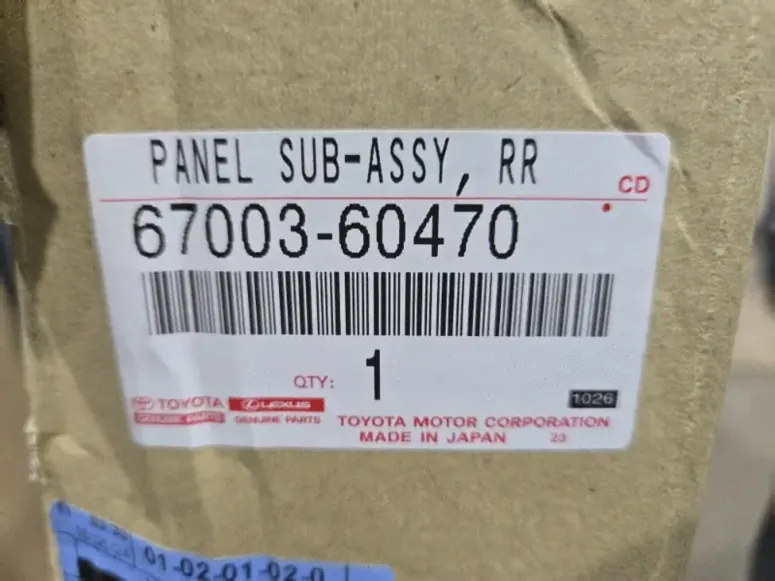 PANEL SUB-ASSY, RR
CD
67003-60470
QTY: 1
1026
TOYOTA LEXUS
GENUINE PARTS GENUINE PARTS
TOYOTA MOTOR CORPORATION
MADE IN JAPAN 23
01-02-01-02-0